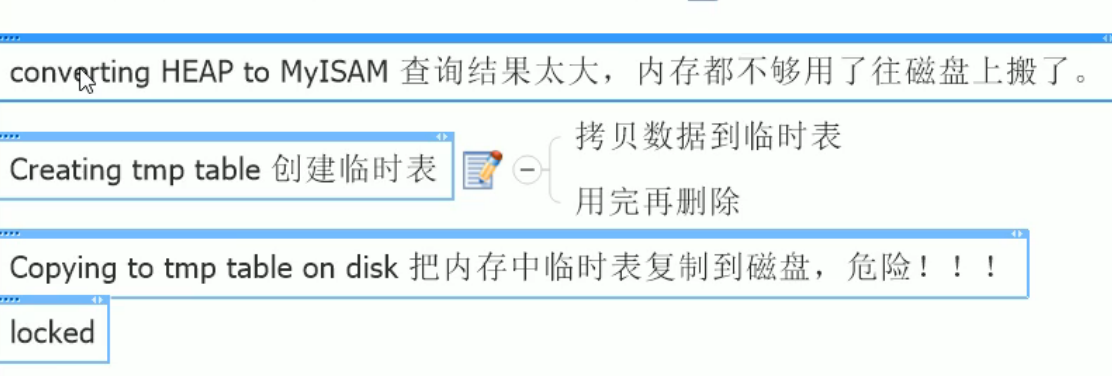 converting HEAP to MyISAM 查询结果太大，内存都不够用了往磁盘上搬了。
Creating tmp table 创建临时表
拷贝数据到临时表
用完再删除
Copying to tmp table on disk 把内存中临时表复制到磁盘，危险！！！
locked